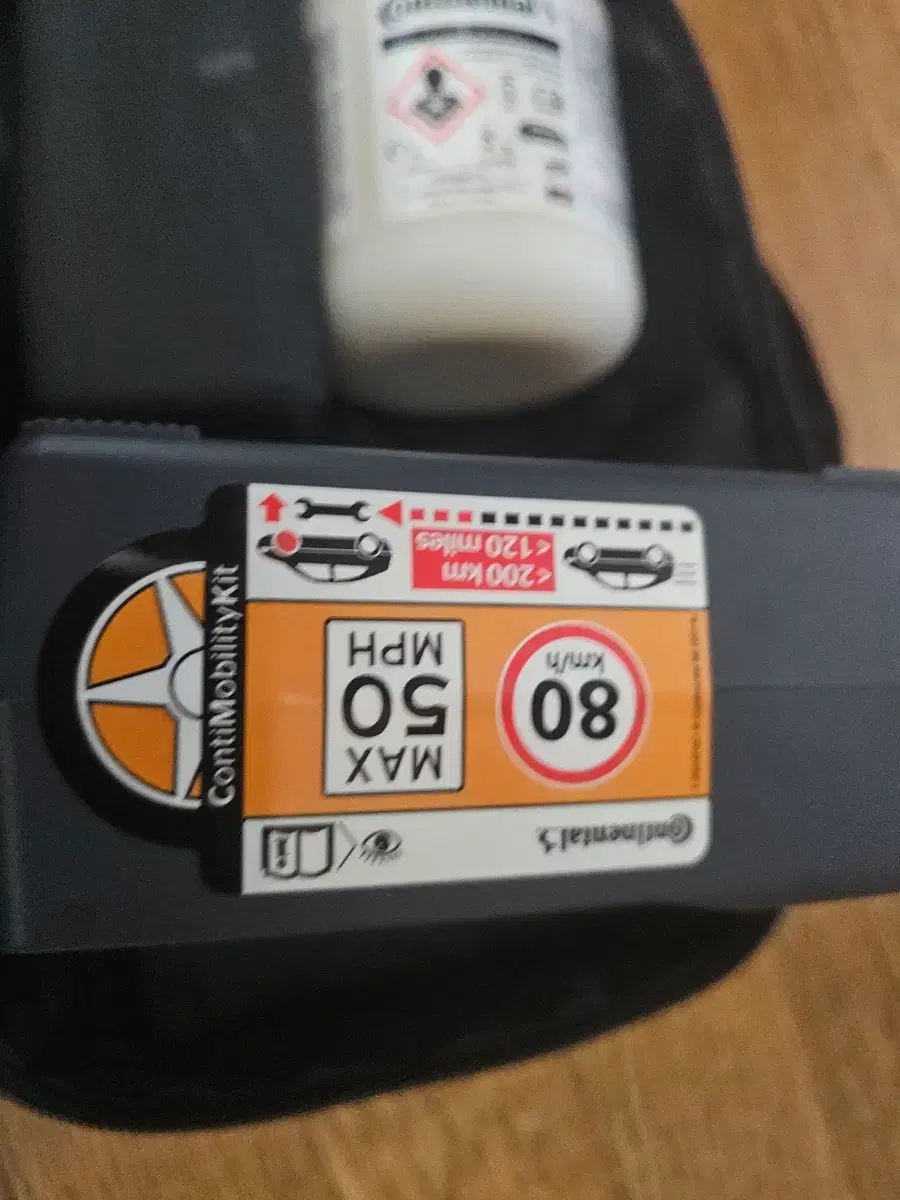 Continental
ContiMobilityKit
Continental
80
km/h
MAX
50
MPH
< 200 km
< 120 miles